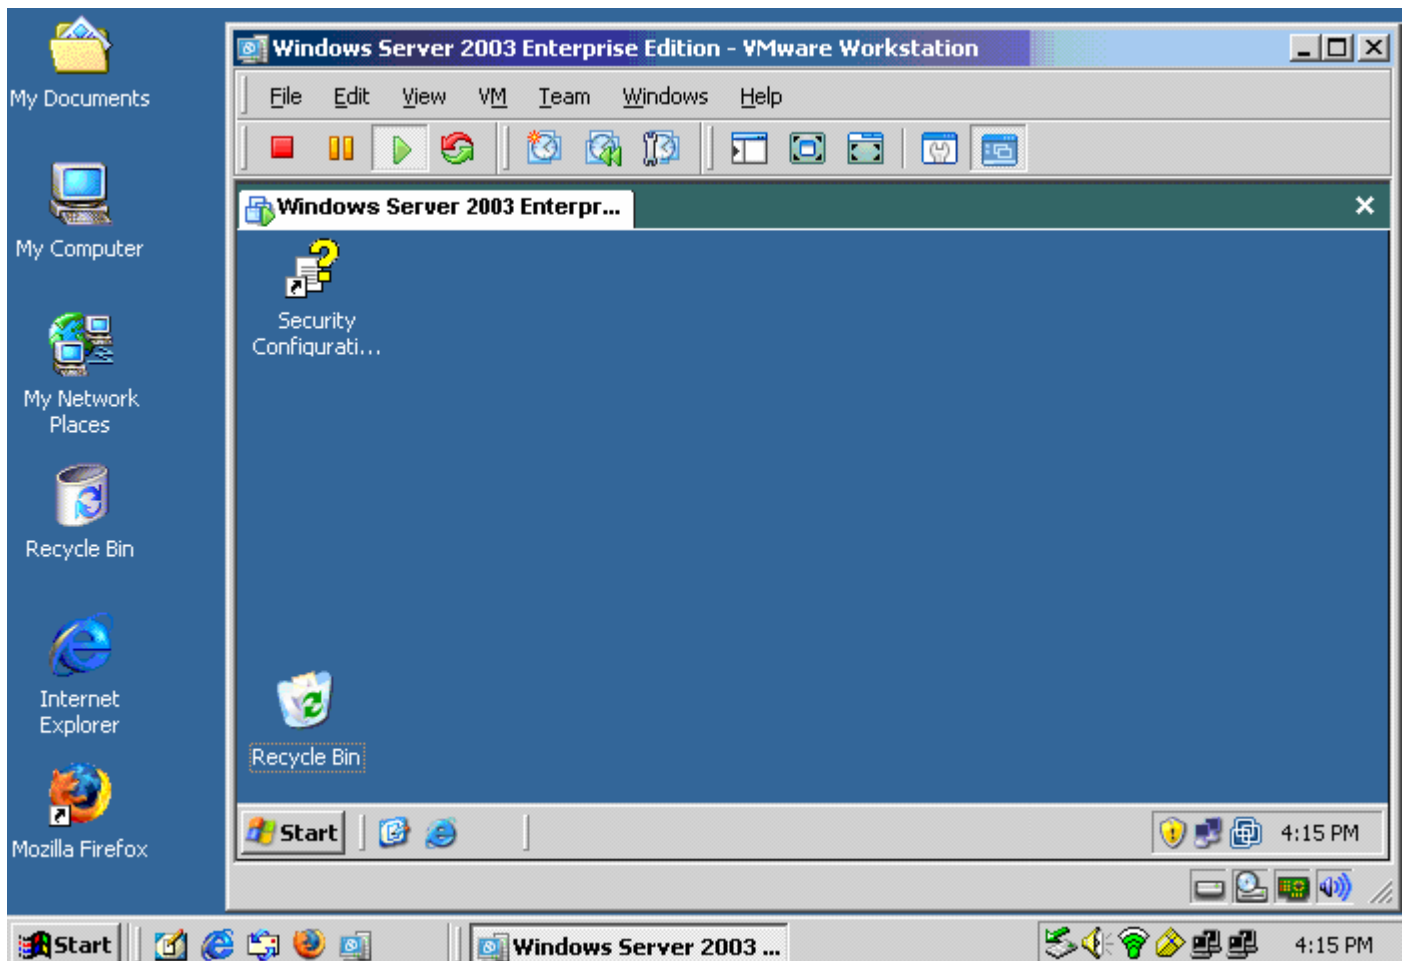 My Documents
My Computer
My Network
Places
Recycle Bin
Internet
Explorer
Mozilla Firefox
Windows Server 2003 Enterprise Edition - VMware Workstation
File Edit View VM Team Windows Help
Windows Server 2003 Enterpr...
Security
Configurati...
Recycle Bin
Start
4:15 PM
Start
Windows Server 2003 ...
4:15 PM